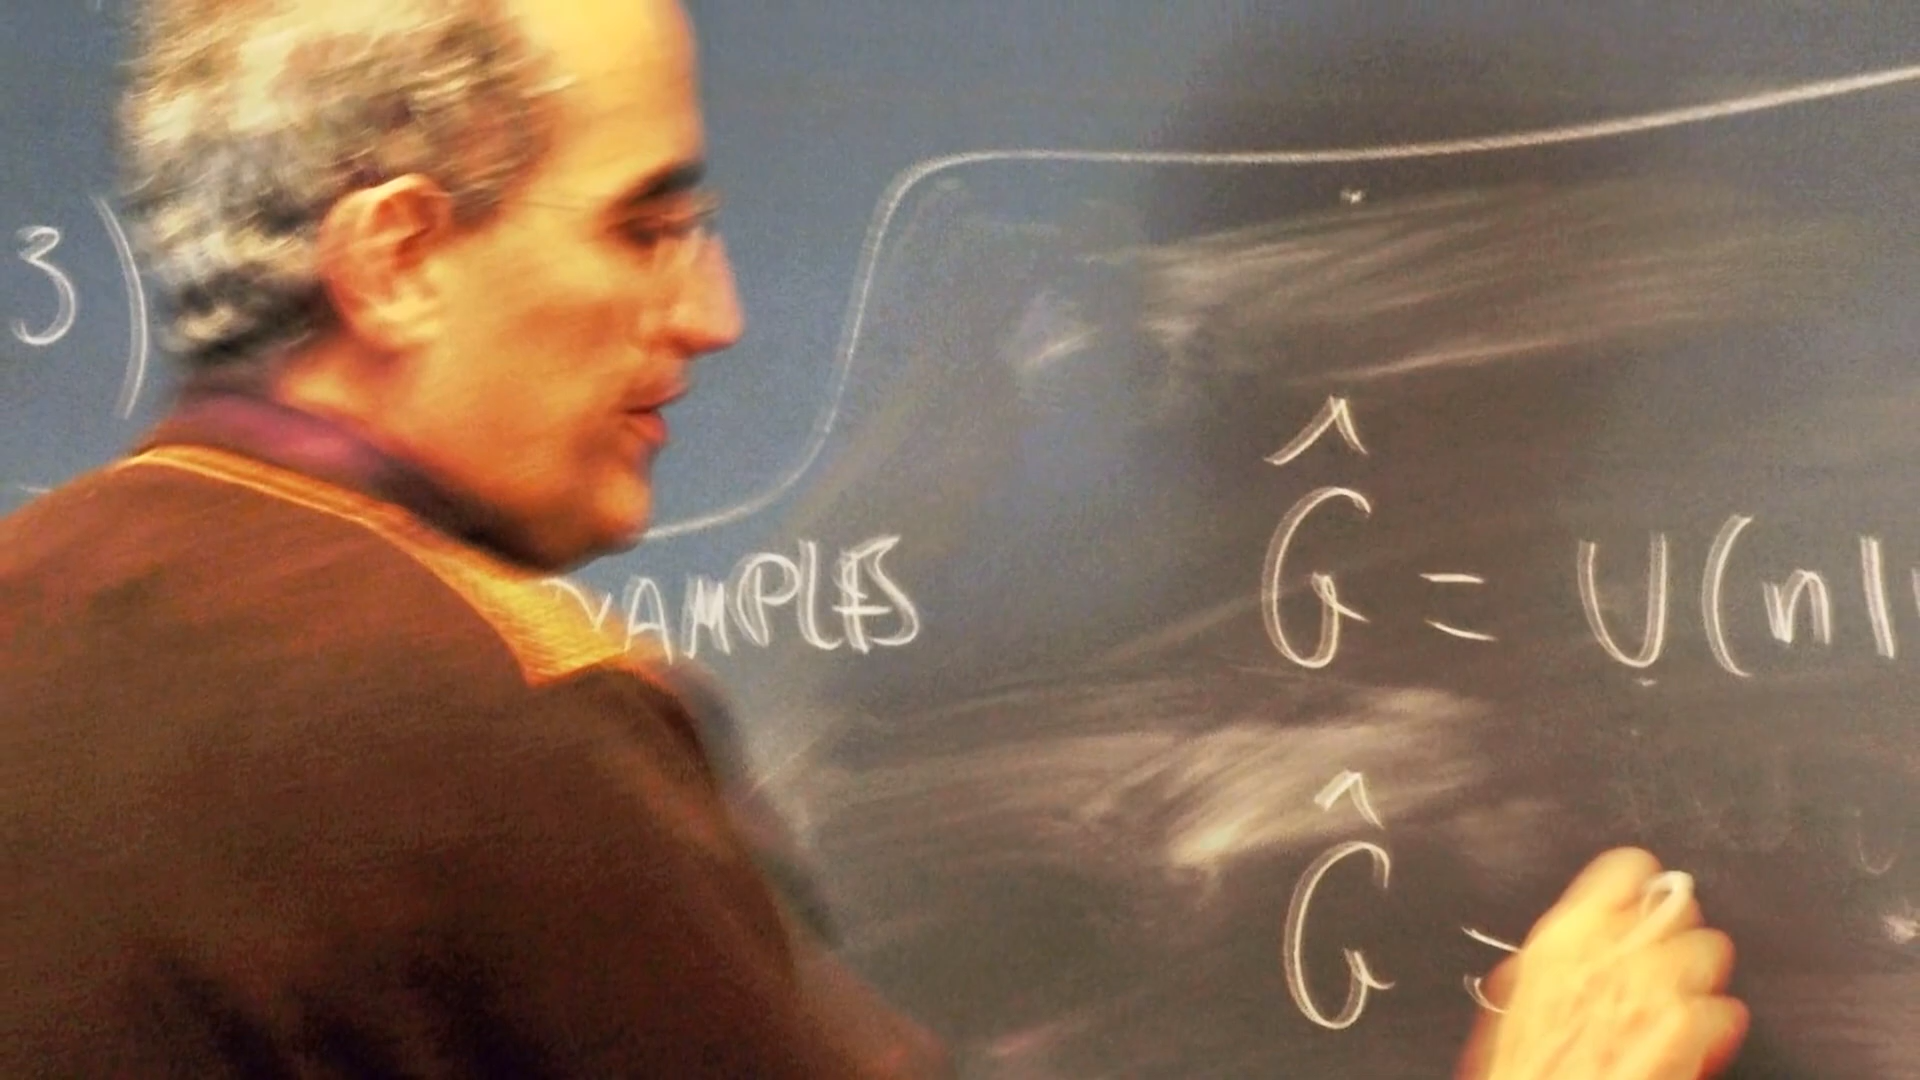 3)
XAMPLES
Ĝ = U(n|
Ĝ =